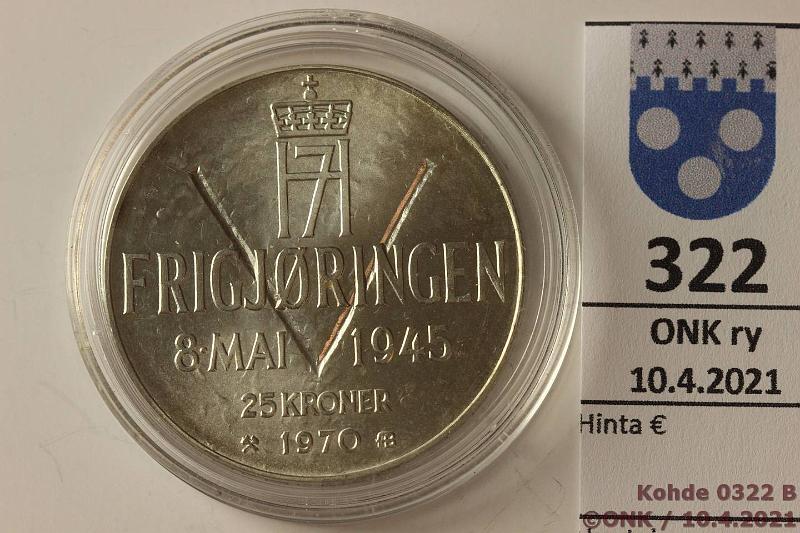 H7
FRIGJØRINGEN
8·MAI 1945
25 KRONER
1970
322
ONK ry
10.4.2021
Hinta €
Kohde 0322 B
©ONK / 10.4.2021